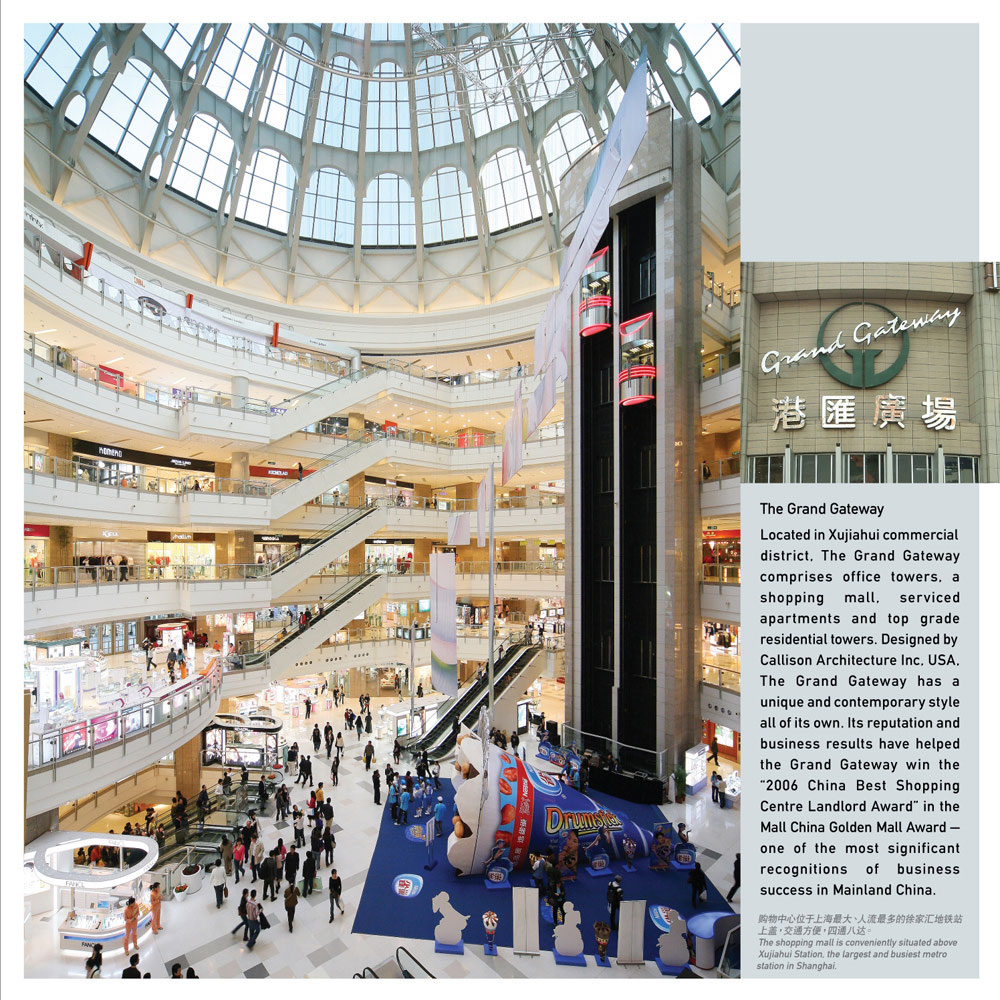 Grand Gateway
港匯廣場
KOMERO
FANCL
FANCL
Drumstick
The Grand Gateway
Located in Xujiahui commercial
district, The Grand Gateway
comprises office towers, a
shopping mall, serviced
apartments and top grade
residential towers. Designed by
Callison Architecture Inc, USA,
The Grand Gateway has a
unique and contemporary style
all of its own. Its reputation and
business results have helped
the Grand Gateway win the
“2006 China Best Shopping
Centre Landlord Award” in the
Mall China Golden Mall Award —
one of the most significant
recognitions of business
success in Mainland China.
购物中心位于上海最大、人流最多的徐家汇地铁站
上盖，交通方便，四通八达。
The shopping mall is conveniently situated above
Xujiahui Station, the largest and busiest metro
station in Shanghai.